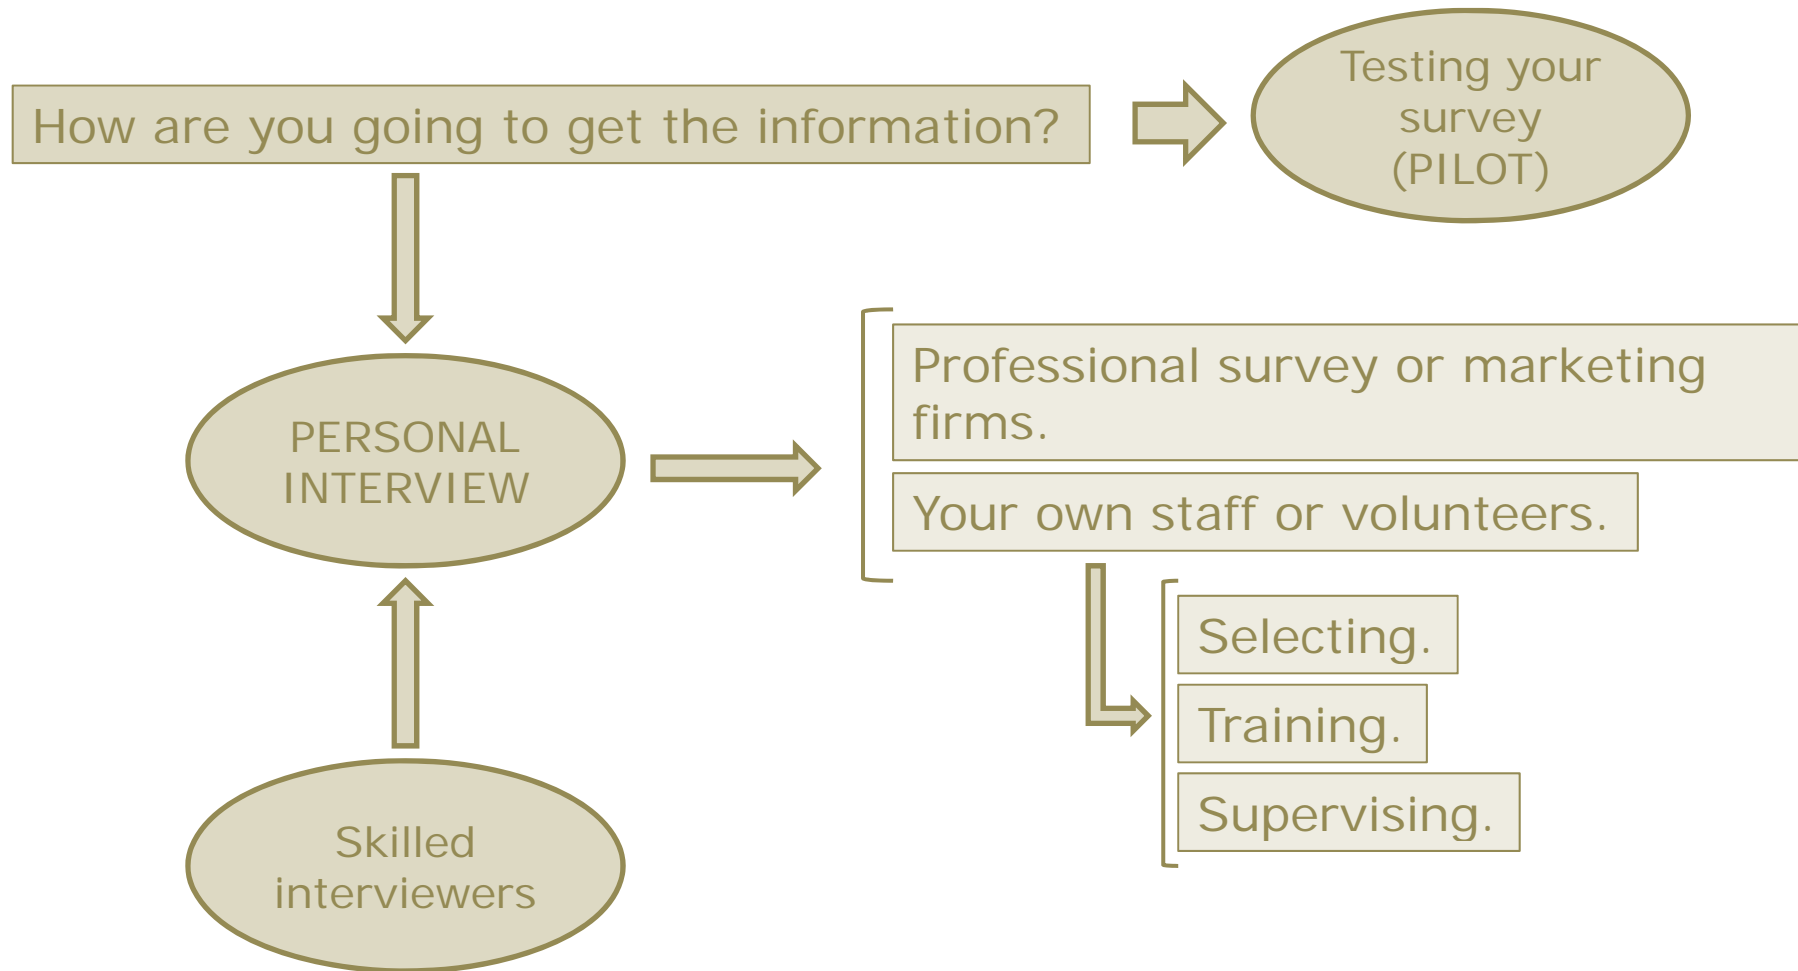 How are you going to get the information?
Testing your
survey
(PILOT)
PERSONAL
INTERVIEW
Professional survey or marketing
firms.
Your own staff or volunteers.
Selecting.
Training.
Supervising.
Skilled
interviewers